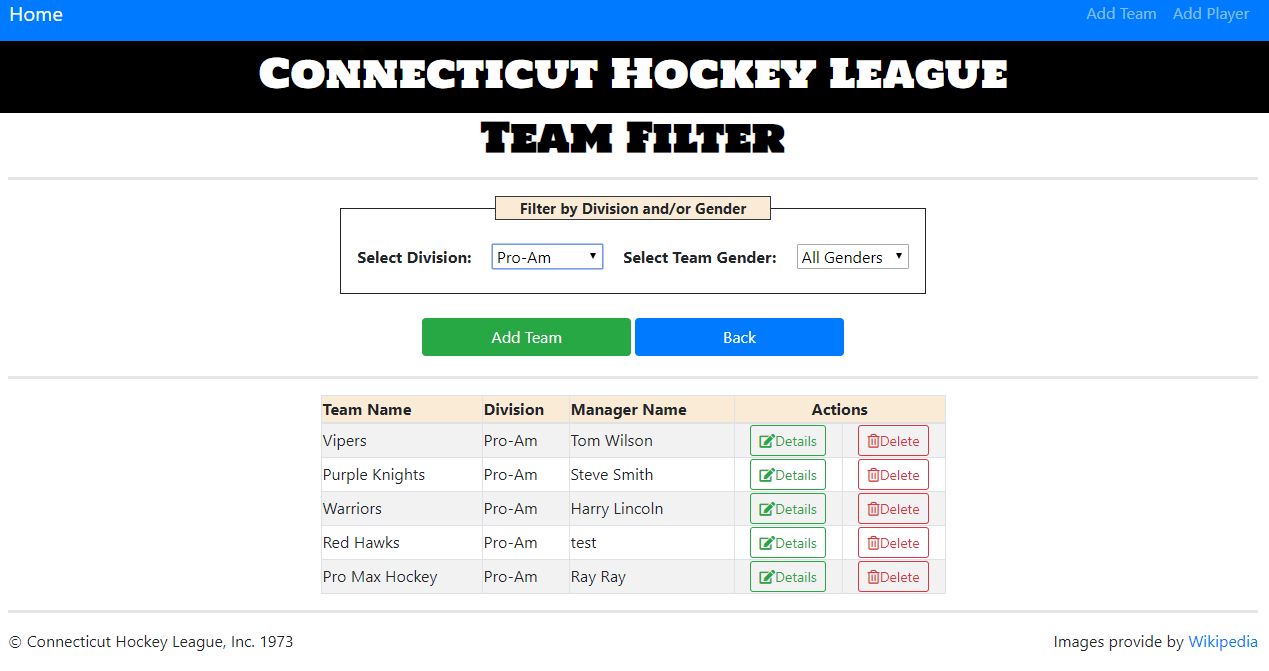 Home Add Team Add Player
Connecticut Hockey League
Team Filter
Filter by Division and/or Gender
Select Division: Pro-Am Select Team Gender: All Genders
Add Team Back
Team Name Division Manager Name Actions
Vipers Pro-Am Tom Wilson Details Delete
Purple Knights Pro-Am Steve Smith Details Delete
Warriors Pro-Am Harry Lincoln Details Delete
Red Hawks Pro-Am test Details Delete
Pro Max Hockey Pro-Am Ray Ray Details Delete
© Connecticut Hockey League, Inc. 1973 Images provide by Wikipedia